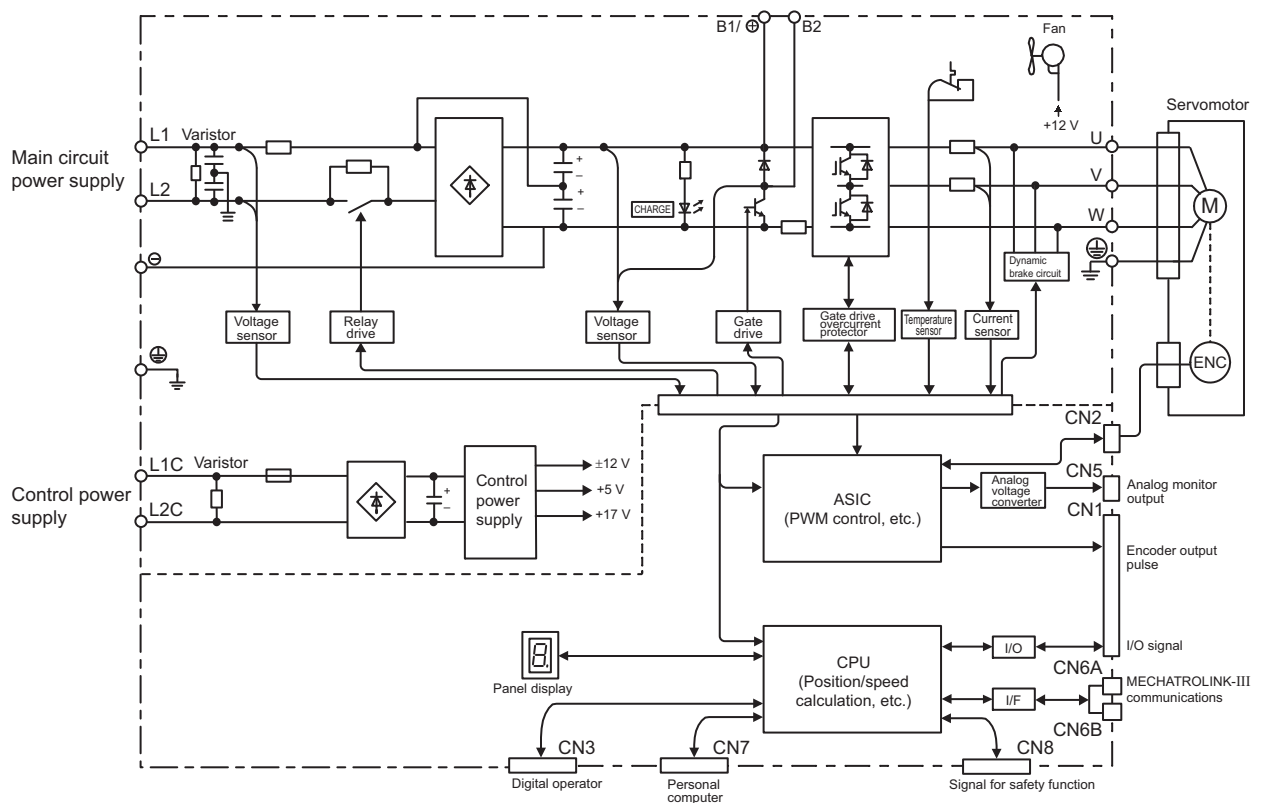 B1/ ⊕
B2
Fan
+12 V
Servomotor
Main circuit
power supply
L1
Varistor
L2
+
–
+
–
CHARGE
U
V
W
M
Dynamic
brake circuit
⊖
Voltage
sensor
Relay
drive
Voltage
sensor
Gate
drive
Gate drive
overcurrent
protector
Temperature
sensor
Current
sensor
ENC
CN2
Control power
supply
L1C
Varistor
L2C
+
–
Control
power
supply
±12 V
+5 V
+17 V
ASIC
(PWM control, etc.)
Analog
voltage
converter
CN5
Analog monitor
output
CN1
Encoder output
pulse
8.
Panel display
CPU
(Position/speed
calculation, etc.)
I/O
I/O signal
I/F
CN6A
MECHATROLINK-III
communications
CN6B
CN3
Digital operator
CN7
Personal
computer
CN8
Signal for safety function